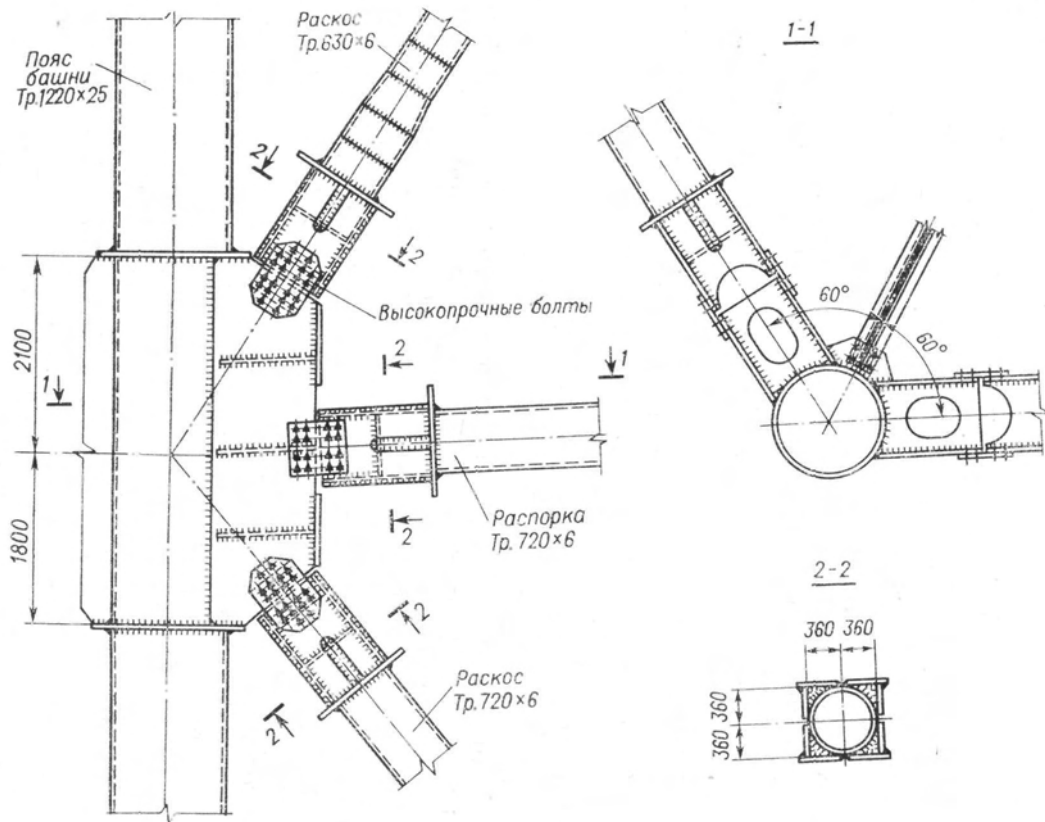 Раскос
Тр.630×6
1-1
Пояс
башни
Тр.1220×25
2
2
60°
60°
Высокопрочные болты
2100
2
1
1
Распорка
Тр. 720×6
2
1800
2-2
2
360 360
Раскос
Тр.720×6
360
360
2